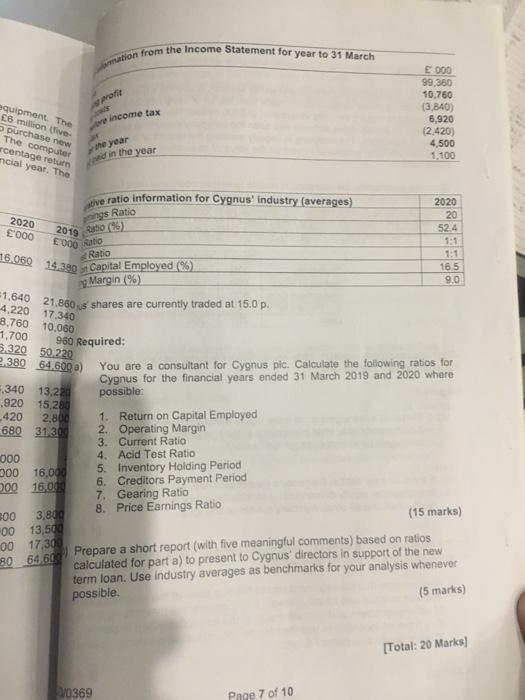 equipment. The
£6 million (five-
purchase new
The computer
rcentage return
ncial year. The
2020 2019
£'000 £'000
16,060 14,380
1,640 21,860
4,220 17,340
8,760 10,060
1,700 960
6,320 50,220
2,380 64,600
,340 13,220
,920 15,280
,420 2,800
680 31,300
000
000 16,000
000 16,000
300 3,800
00 13,500
00 17,300
80 64,600
from the Income Statement for year to 31 March
£'000
99,360
profit 10,760
(3,840)
income tax 6,920
(2,420)
the year 4,500
in the year 1,100
ratio information for Cygnus' industry (averages) 2020
Ratio 20
Ratio (%) 52.4
Ratio 1:1
Ratio 1:1
Capital Employed (%) 16.5
Margin (%) 9.0
shares are currently traded at 15.0 p.
Required:
a) You are a consultant for Cygnus plc. Calculate the following ratios for
Cygnus for the financial years ended 31 March 2019 and 2020 where
possible:
1. Return on Capital Employed
2. Operating Margin
3. Current Ratio
4. Acid Test Ratio
5. Inventory Holding Period
6. Creditors Payment Period
7. Gearing Ratio
8. Price Earnings Ratio
(15 marks)
Prepare a short report (with five meaningful comments) based on ratios
calculated for part a) to present to Cygnus' directors in support of the new
term loan. Use industry averages as benchmarks for your analysis whenever
possible.
(5 marks)
[Total: 20 Marks]
0369
Page 7 of 10